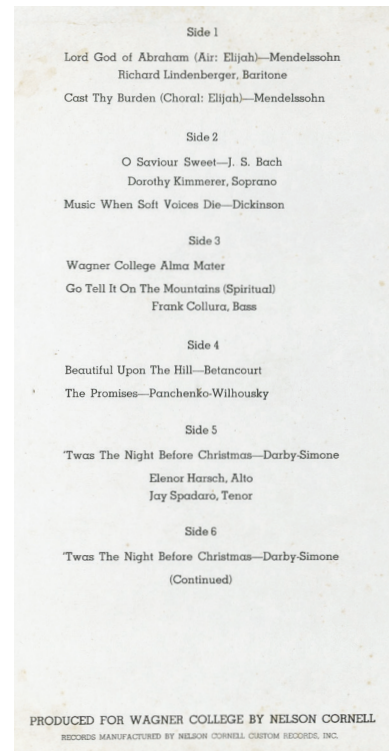 Side 1
Lord God of Abraham (Air: Elijah)—Mendelssohn
Richard Lindenberger, Baritone
Cast Thy Burden (Choral: Elijah)—Mendelssohn
Side 2
O Saviour Sweet—J. S. Bach
Dorothy Kimmerer, Soprano
Music When Soft Voices Die—Dickinson
Side 3
Wagner College Alma Mater
Go Tell It On The Mountains (Spiritual)
Frank Collura, Bass
Side 4
Beautiful Upon The Hill—Betancourt
The Promises—Panchenko-Wilhousky
Side 5
'Twas The Night Before Christmas—Darby-Simone
Elenor Harsch, Alto
Jay Spadaro, Tenor
Side 6
'Twas The Night Before Christmas—Darby-Simone
(Continued)
PRODUCED FOR WAGNER COLLEGE BY NELSON CORNELL
RECORDS MANUFACTURED BY NELSON CORNELL CUSTOM RECORDS, INC.